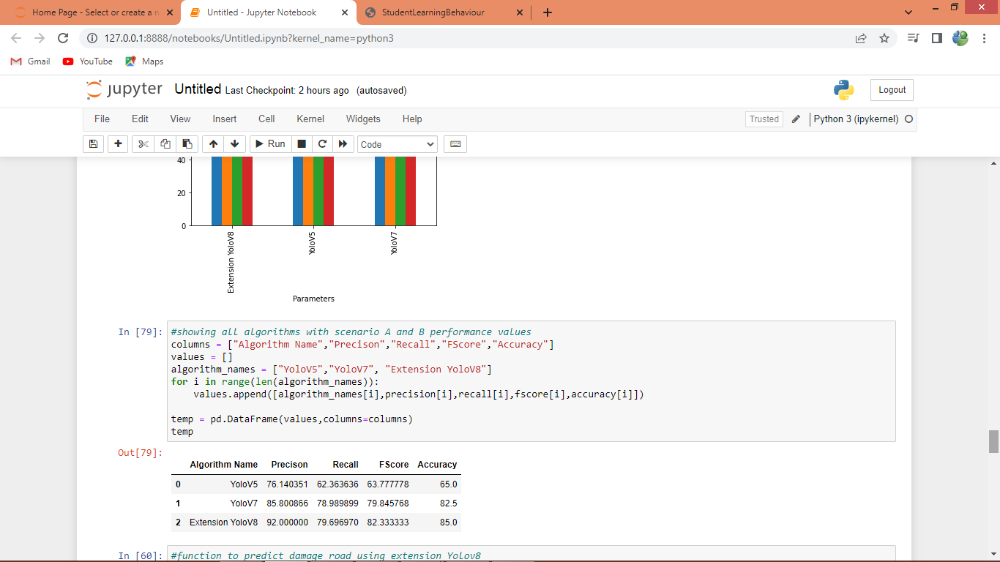 Home Page - Select or create a n
Untitled - Jupyter Notebook
StudentLearningBehaviour
127.0.0.1:8888/notebooks/Untitled.ipynb?kernel_name=python3
Gmail YouTube Maps
jupyter Untitled Last Checkpoint: 2 hours ago (autosaved) Logout
File Edit View Insert Cell Kernel Widgets Help Trusted Python 3 (ipykernel)
Run Code
40
20
0
Extension YoloV8
YoloV5
YoloV7
Parameters
In [79]: #showing all algorithms with scenario A and B performance values
columns = ["Algorithm Name","Precison","Recall","FScore","Accuracy"]
values = []
algorithm_names = ["YoloV5","YoloV7", "Extension YoloV8"]
for i in range(len(algorithm_names)):
    values.append([algorithm_names[i],precision[i],recall[i],fscore[i],accuracy[i]])
temp = pd.DataFrame(values,columns=columns)
temp
Out[79]:
Algorithm Name Precison Recall FScore Accuracy
0 YoloV5 76.140351 62.363636 63.777778 65.0
1 YoloV7 85.800866 78.989899 79.845768 82.5
2 Extension YoloV8 92.000000 79.696970 82.333333 85.0
In [60]: #function to predict damage road using extension Yolov8